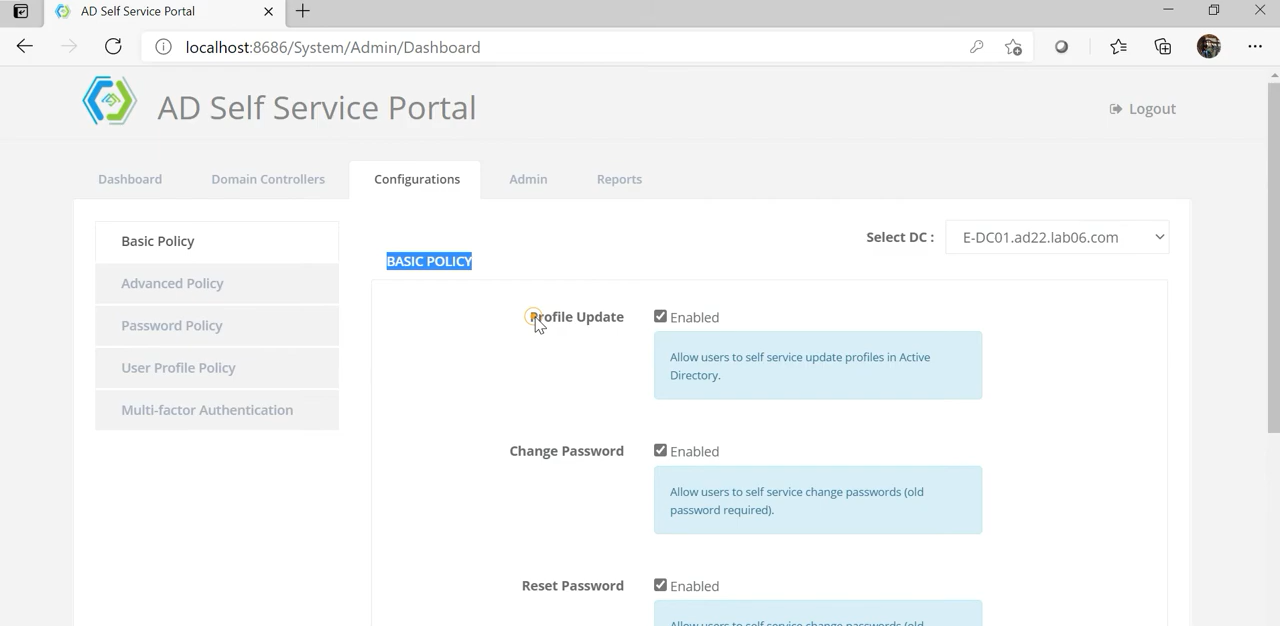 AD Self Service Portal
localhost:8686/System/Admin/Dashboard
AD Self Service Portal
Logout
Dashboard
Domain Controllers
Configurations
Admin
Reports
Basic Policy
Advanced Policy
Password Policy
User Profile Policy
Multi-factor Authentication
Select DC :
E-DC01.ad22.lab06.com
BASIC POLICY
Profile Update
Enabled
Allow users to self service update profiles in Active
Directory.
Change Password
Enabled
Allow users to self service change passwords (old
password required).
Reset Password
Enabled
Allow users to self service change passwords (old